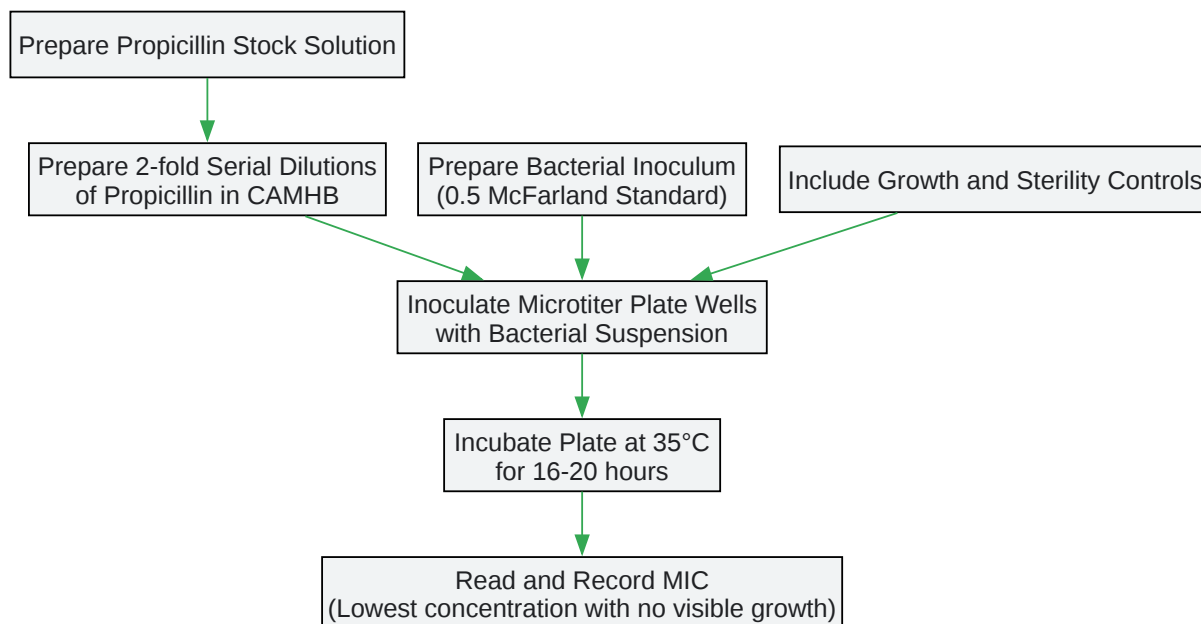 Prepare Propicillin Stock Solution
Prepare 2-fold Serial Dilutions
of Propicillin in CAMHB
Prepare Bacterial Inoculum
(0.5 McFarland Standard)
Include Growth and Sterility Controls
Inoculate Microtiter Plate Wells
with Bacterial Suspension
Incubate Plate at 35°C
for 16-20 hours
Read and Record MIC
(Lowest concentration with no visible growth)